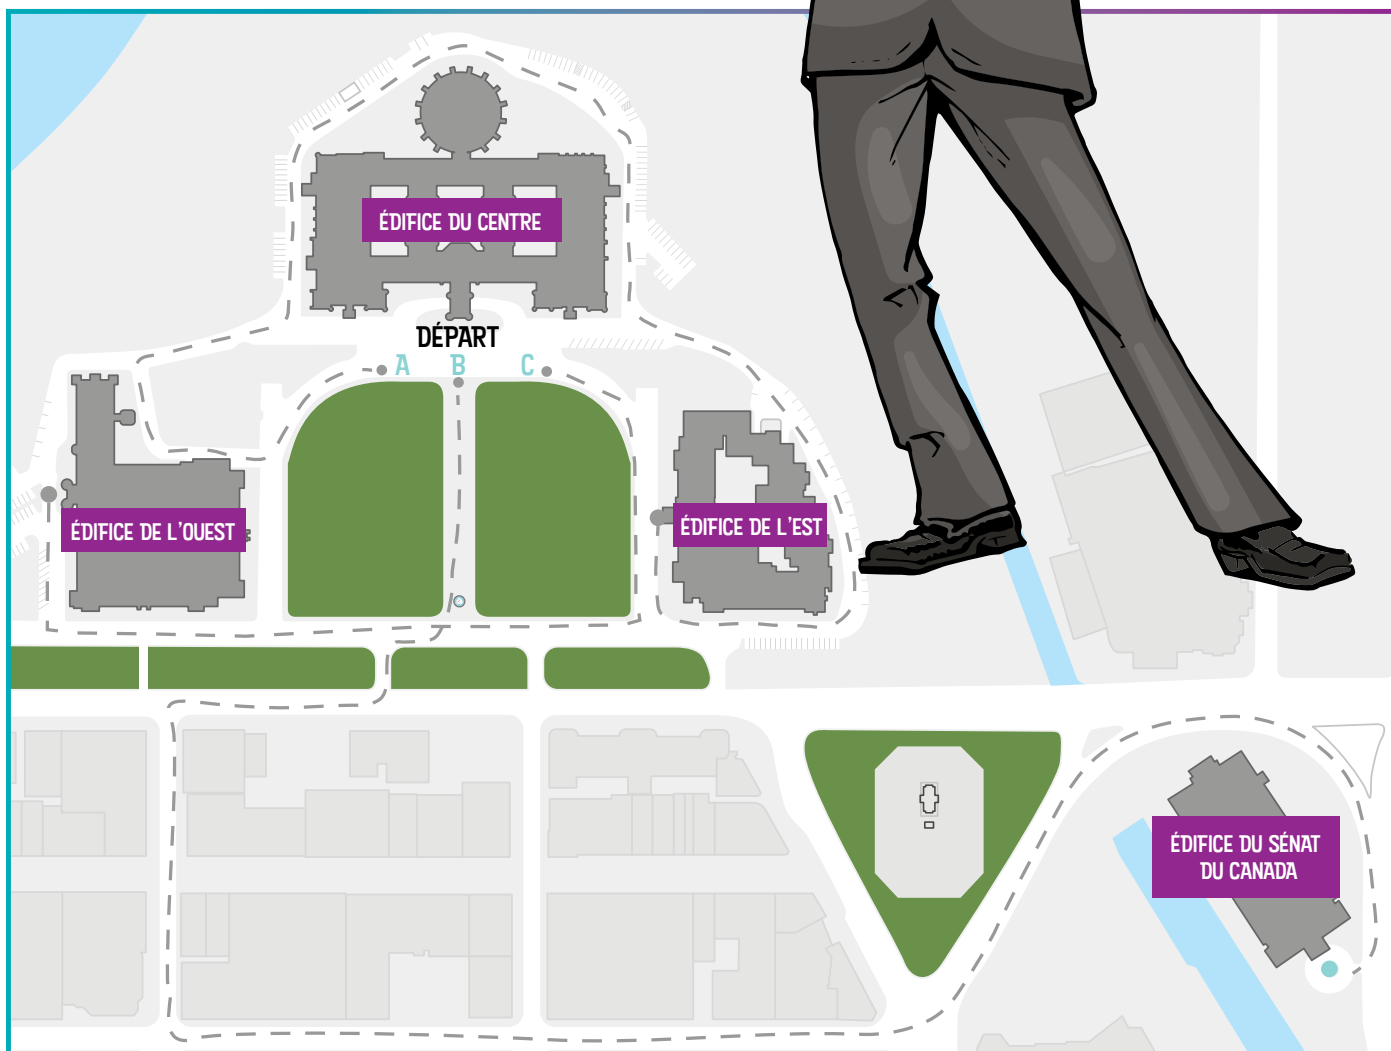 ÉDIFICE DU CENTRE
DÉPART
A B C
ÉDIFICE DE L'OUEST
ÉDIFICE DE L'EST
ÉDIFICE DU SÉNAT
DU CANADA